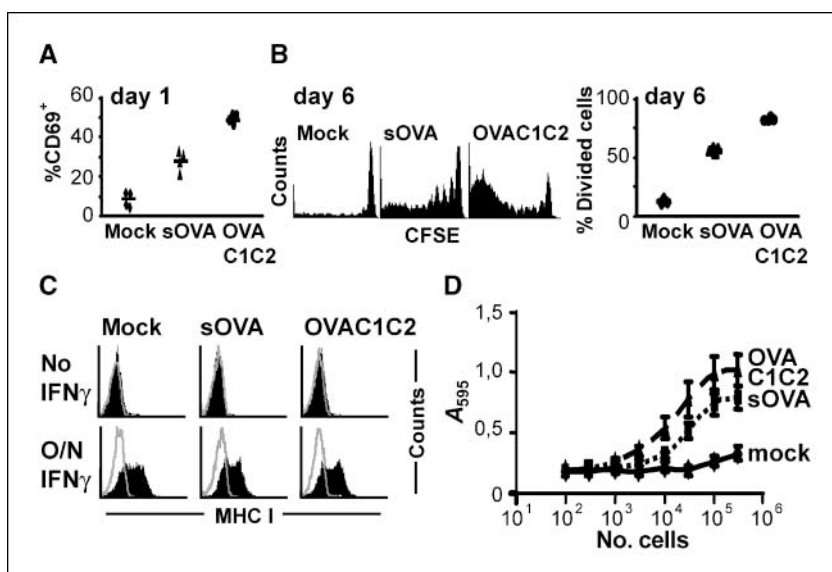 A
day 1
%CD69+
60
40
20
0
Mock sOVA OVA
C1C2
B
day 6
Mock sOVA OVAC1C2
Counts
CFSE
day 6
% Divided cells
100
50
0
Mock sOVA OVA
C1C2
C
Mock sOVA OVAC1C2
No
IFNγ
O/N
IFNγ
Counts
MHC I
D
A595
1,5
1,0
0,5
0
OVA
C1C2
sOVA
mock
10¹ 10² 10³ 10⁴ 10⁵ 10⁶
No. cells